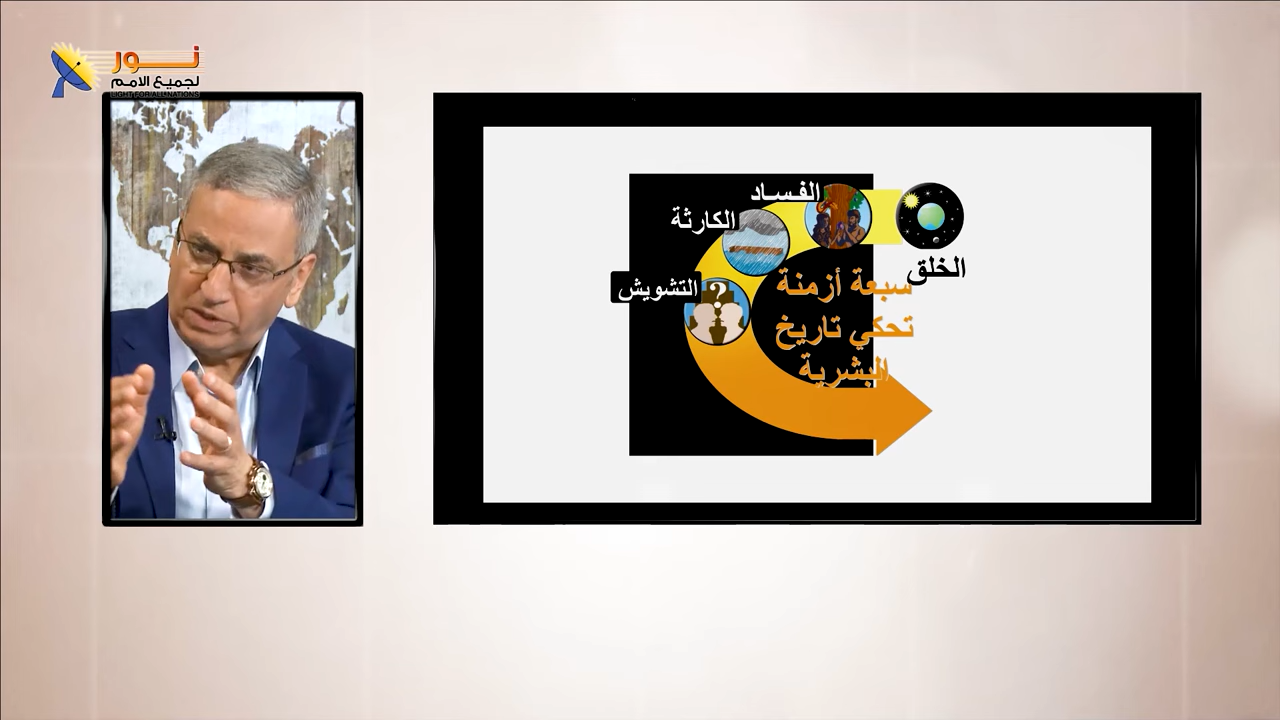 نور
لجميع الامم
LIGHT FOR ALL NATIONS
الفساد
الكارثة
التشويش
?
الخلق
سبعة أزمنة
تحكي تاريخ
البشرية